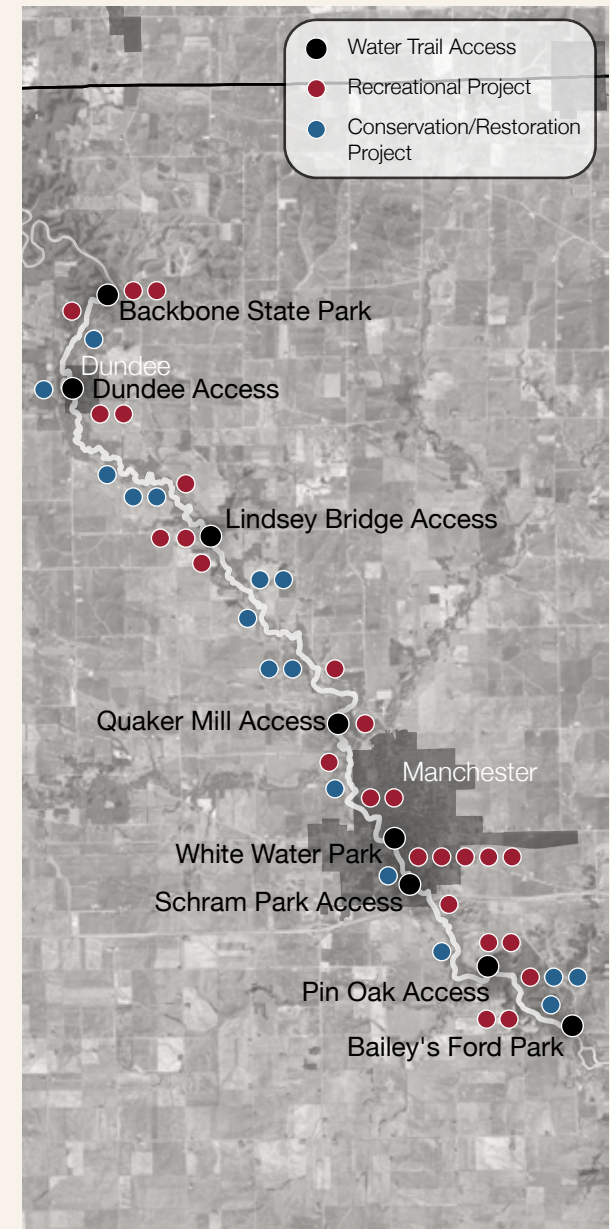 Water Trail Access
Recreational Project
Conservation/Restoration
Project
Backbone State Park
Dundee
Dundee Access
Lindsey Bridge Access
Quaker Mill Access
Manchester
White Water Park
Schram Park Access
Pin Oak Access
Bailey's Ford Park